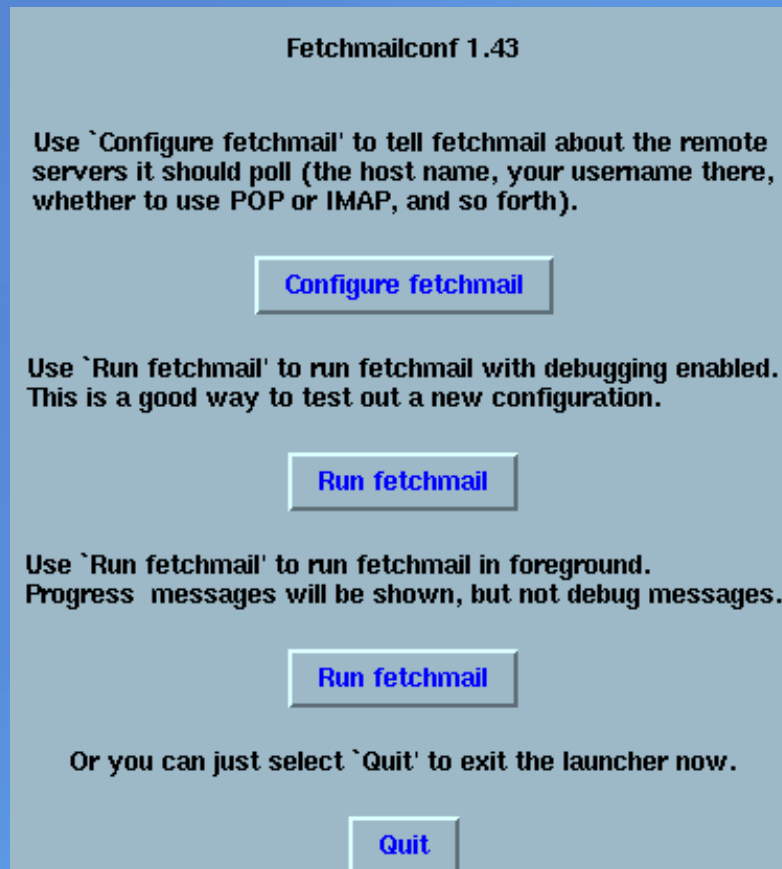 Fetchmailconf 1.43
Use `Configure fetchmail' to tell fetchmail about the remote
servers it should poll (the host name, your username there,
whether to use POP or IMAP, and so forth).
Configure fetchmail
Use `Run fetchmail' to run fetchmail with debugging enabled.
This is a good way to test out a new configuration.
Run fetchmail
Use `Run fetchmail' to run fetchmail in foreground.
Progress  messages will be shown, but not debug messages.
Run fetchmail
Or you can just select `Quit' to exit the launcher now.
Quit